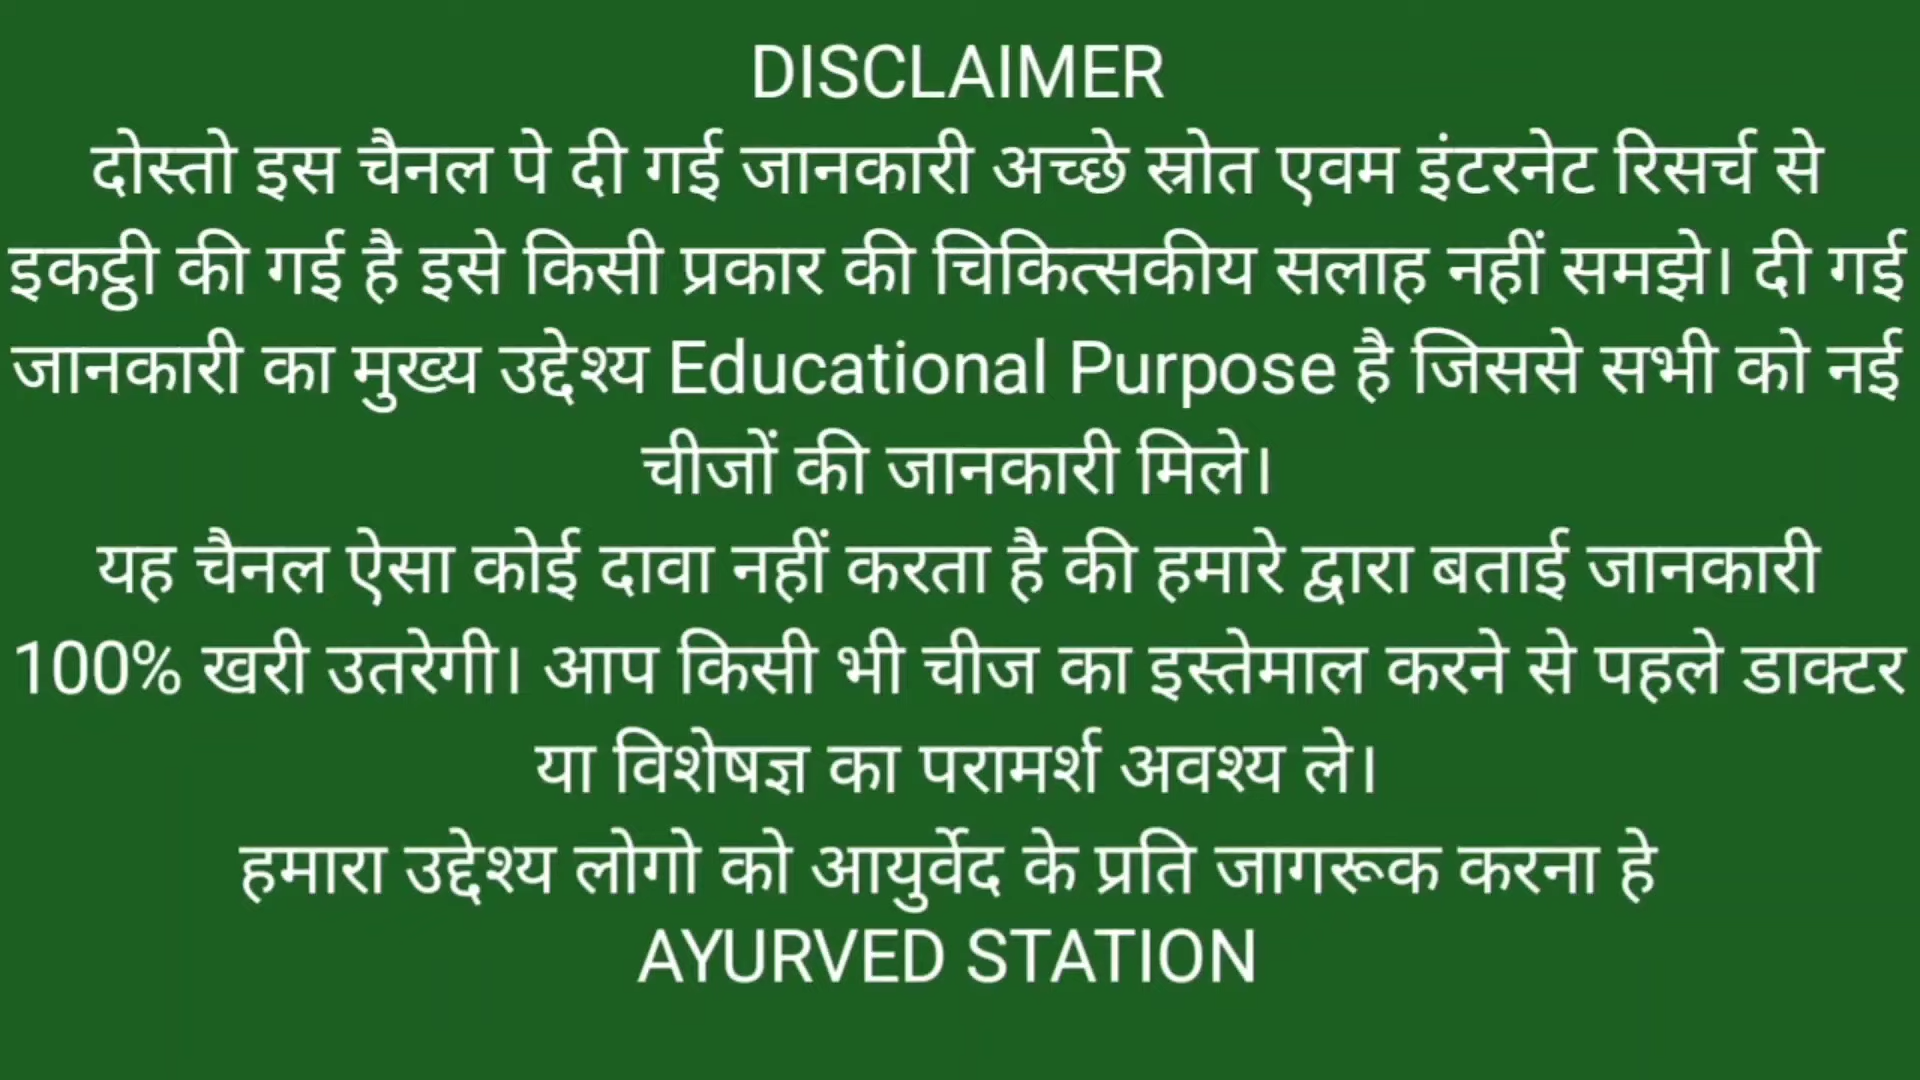 DISCLAIMER
दोस्तो इस चैनल पे दी गई जानकारी अच्छे स्रोत एवम इंटरनेट रिसर्च से
इकट्ठी की गई है इसे किसी प्रकार की चिकित्सकीय सलाह नहीं समझे। दी गई
जानकारी का मुख्य उद्देश्य Educational Purpose है जिससे सभी को नई
चीजों की जानकारी मिले।
यह चैनल ऐसा कोई दावा नहीं करता है की हमारे द्वारा बताई जानकारी
100% खरी उतरेगी। आप किसी भी चीज का इस्तेमाल करने से पहले डाक्टर
या विशेषज्ञ का परामर्श अवश्य ले।
हमारा उद्देश्य लोगो को आयुर्वेद के प्रति जागरूक करना हे
AYURVED STATION